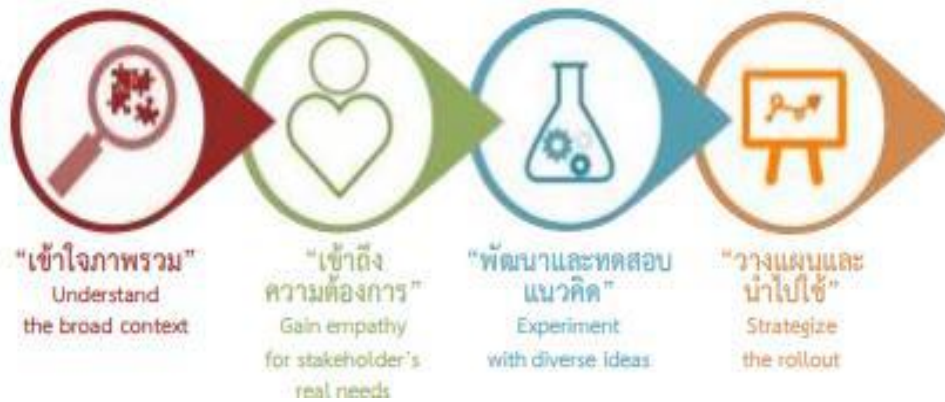 “เข้าใจภาพรวม”
Understand
the broad context
“เข้าถึง
ความต้องการ”
Gain empathy
for stakeholder’s
real needs
“พัฒนาและทดสอบ
แนวคิด”
Experiment
with diverse ideas
“วางแผนและ
นำไปใช้”
Strategize
the rollout